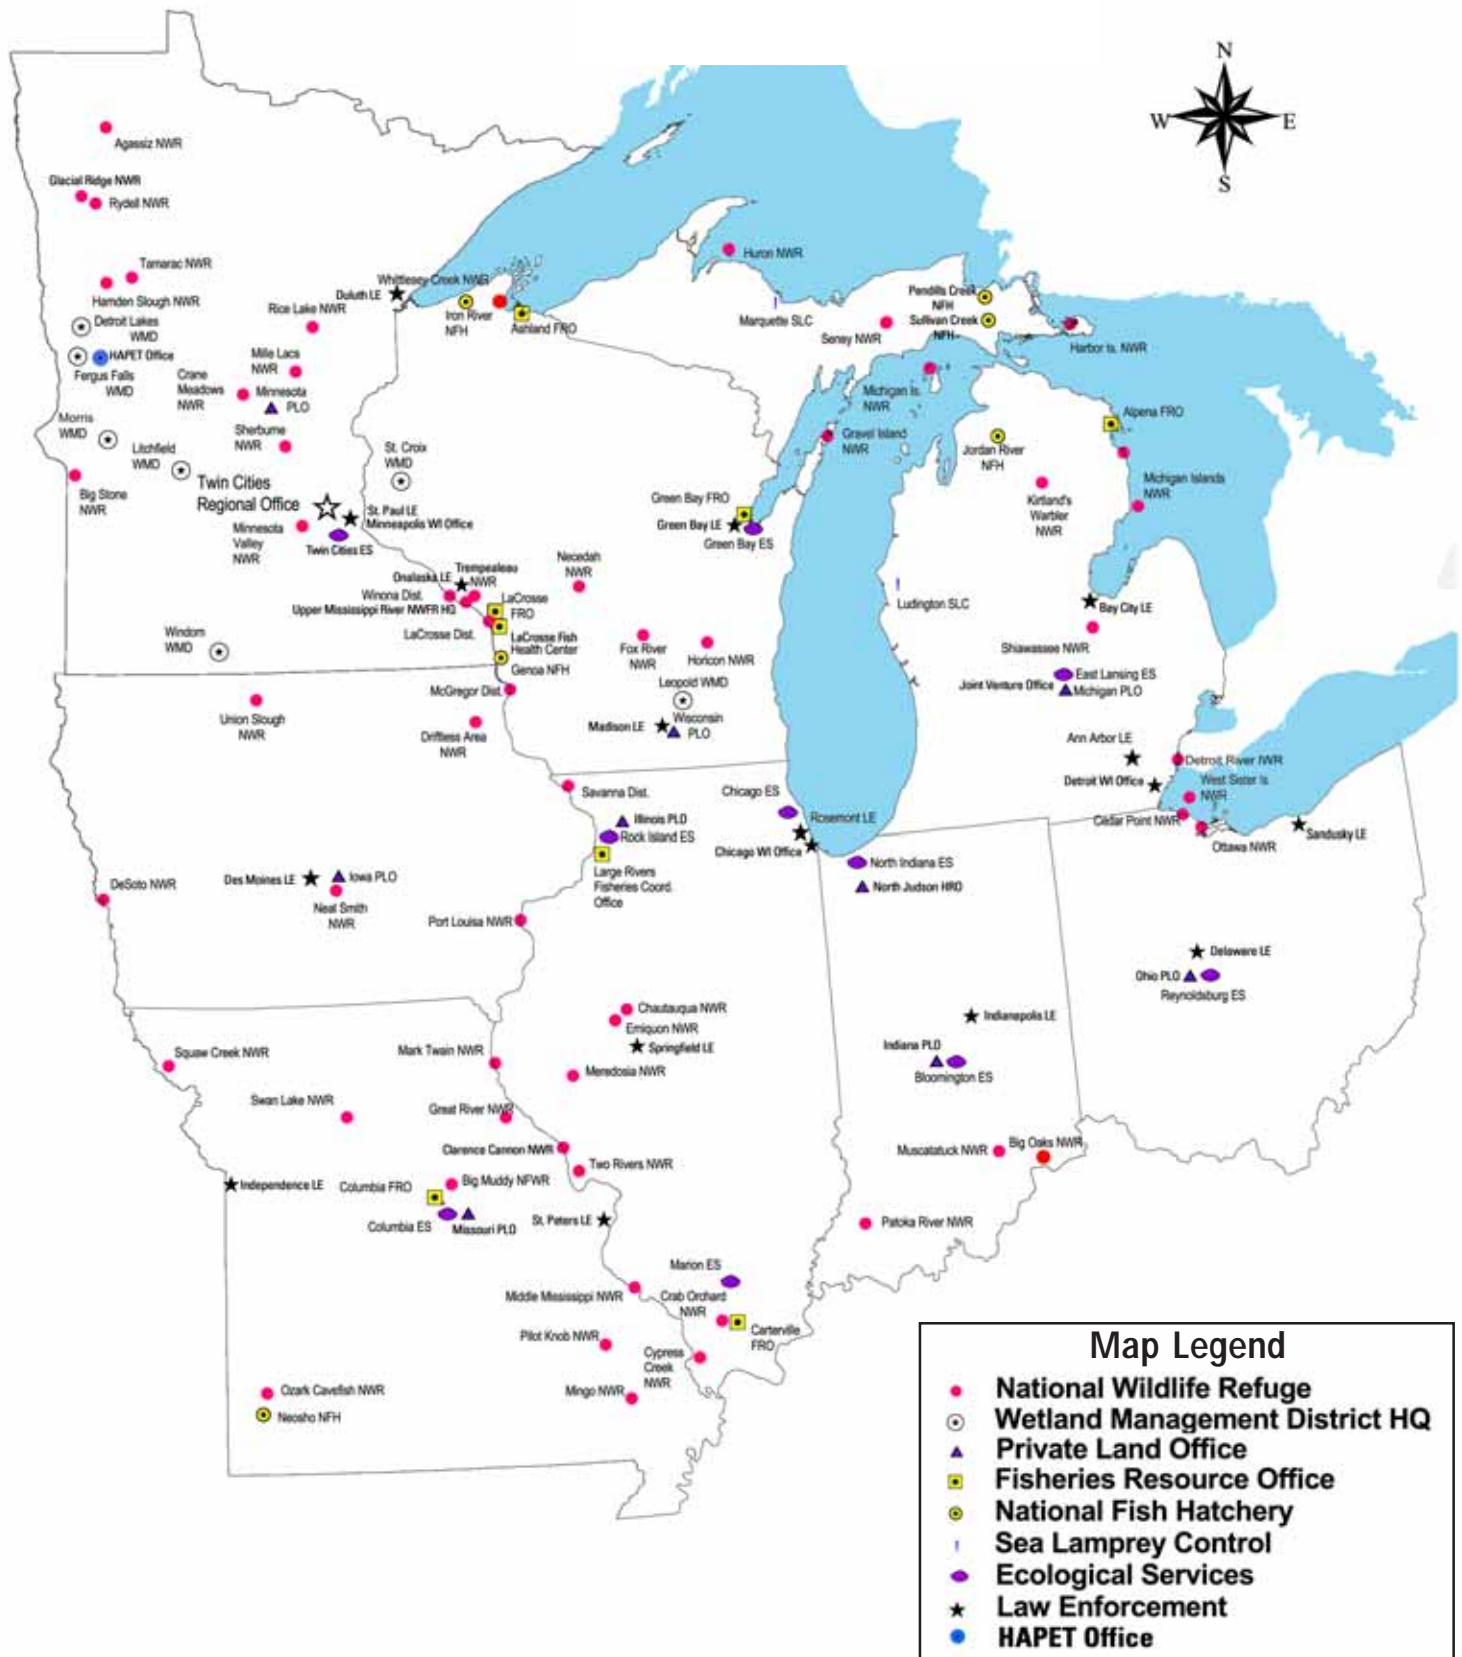 N
W
E
S
Agassiz NWR
Glacial Ridge NWR
Rydell NWR
Tamarac NWR
Hamden Slough NWR
Detroit Lakes
WMD
HAPET Office
Fergus Falls
WMD
Rice Lake NWR
Mille Lacs
NWR
Crane
Meadows
NWR
Minnesota
PLO
Sherburne
NWR
Morris
WMD
Litchfield
WMD
Big Stone
NWR
Twin Cities
Regional Office
St. Paul LE
Minneapolis WI Office
Minnesota
Valley
NWR
Twin Cities ES
Windom
WMD
Duluth LE
Whittlesey Creek NWR
Iron River
NFH
Ashland FRO
St. Croix
WMD
Huron NWR
Marquette SLC
Seney NWR
Pendills Creek
NFH
Sullivan Creek
NFH
Harbor Is. NWR
Michigan Is.
NWR
Gravel Island
NWR
Alpena FRO
Jordan River
NFH
Michigan Islands
NWR
Kirtland's
Warbler
NWR
Green Bay FRO
Green Bay LE
Green Bay ES
Necedah
NWR
Onalaska LE
Trempealeau
NWR
Winona Dist.
Upper Mississippi River NWFR HQ
LaCrosse
FRO
LaCrosse Dist.
LaCrosse Fish
Health Center
Genoa NFH
Fox River
NWR
Horicon NWR
Leopold WMD
Madison LE
Wisconsin
PLO
Ludington SLC
Bay City LE
Shiawassee NWR
East Lansing ES
Joint Venture Office
Michigan PLO
Ann Arbor LE
Detroit River IWR
Detroit WI Office
West Sister Is
NWR
Cedar Point NWR
Ottawa NWR
Sandusky LE
McGregor Dist.
Union Slough
NWR
Driftless Area
NWR
Savanna Dist.
Chicago ES
Rosemont LE
Chicago WI Office
Illinois PLO
Rock Island ES
Large Rivers
Fisheries Coord.
Office
North Indiana ES
North Judson HRO
DeSoto NWR
Des Moines LE
Iowa PLO
Neal Smith
NWR
Port Louisa NWR
Delaware LE
Ohio PLO
Reynoldsburg ES
Chautauqua NWR
Emiquon NWR
Springfield LE
Meredosia NWR
Indianapolis LE
Indiana PLO
Bloomington ES
Squaw Creek NWR
Mark Twain NWR
Swan Lake NWR
Great River NWR
Clarence Cannon NWR
Two Rivers NWR
Muscatatuck NWR
Big Oaks NWR
Independence LE
Columbia FRO
Big Muddy NFWR
Columbia ES
Missouri PLO
St. Peters LE
Patoka River NWR
Marion ES
Middle Mississippi NWR
Crab Orchard
NWR
Carterville
FRO
Pilot Knob NWR
Cypress
Creek
NWR
Mingo NWR
Ozark Cavefish NWR
Neosho NFH
Map Legend
National Wildlife Refuge
Wetland Management District HQ
Private Land Office
Fisheries Resource Office
National Fish Hatchery
Sea Lamprey Control
Ecological Services
Law Enforcement
HAPET Office